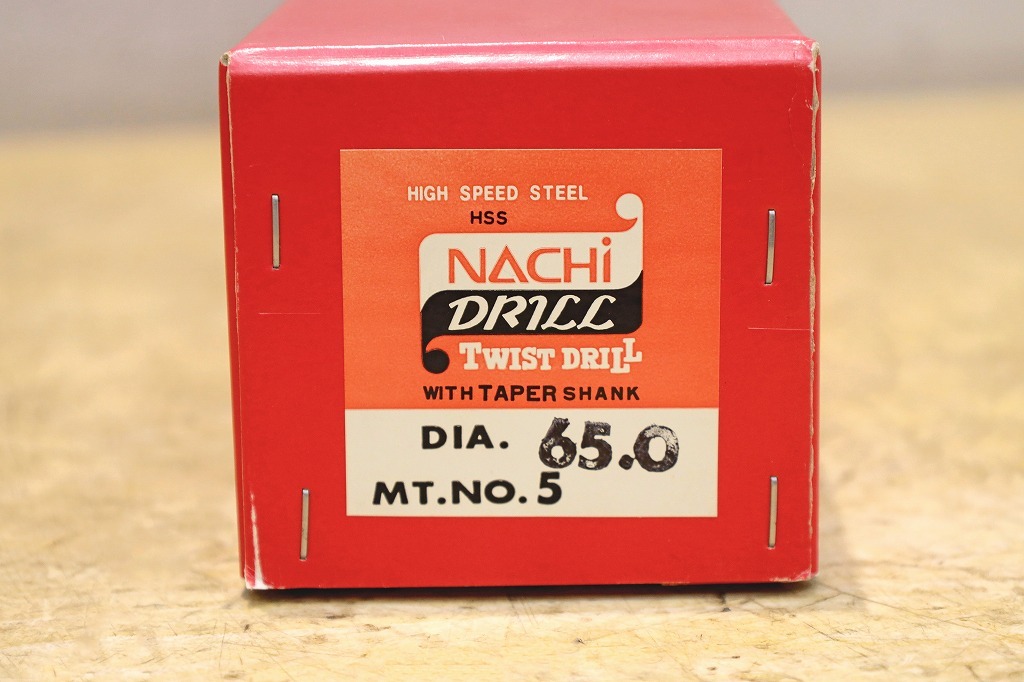 HIGH SPEED STEEL
HSS
NACHi
DRILL
TWIST DRILL
WITH TAPER SHANK
DIA. 65.0
MT.NO.5